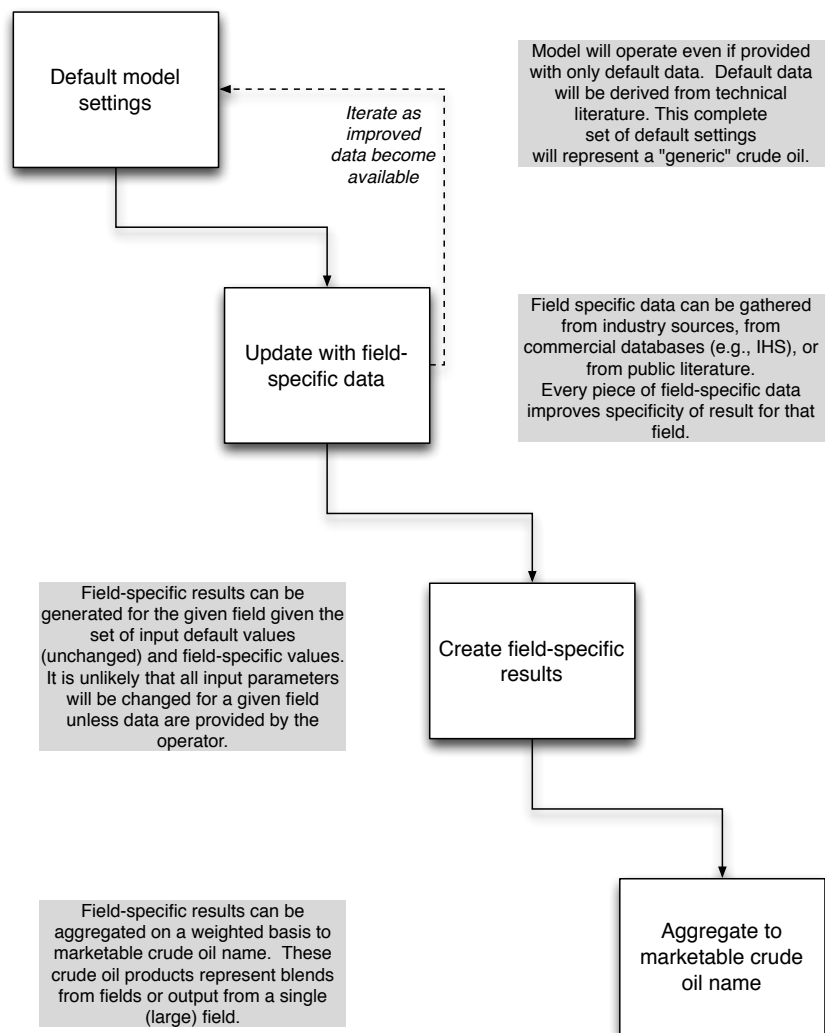 Default model
settings
Iterate as
improved
data become
available
Model will operate even if provided
with only default data.  Default data
will be derived from technical
literature. This complete
set of default settings
will represent a "generic" crude oil.
Update with field-
specific data
Field specific data can be gathered
from industry sources, from
commercial databases (e.g., IHS), or
from public literature.
Every piece of field-specific data
improves specificity of result for that
field.
Field-specific results can be
generated for the given field given the
set of input default values
(unchanged) and field-specific values.
It is unlikely that all input parameters
will be changed for a given field
unless data are provided by the
operator.
Create field-specific
results
Field-specific results can be
aggregated on a weighted basis to
marketable crude oil name.  These
crude oil products represent blends
from fields or output from a single
(large) field.
Aggregate to
marketable crude
oil name